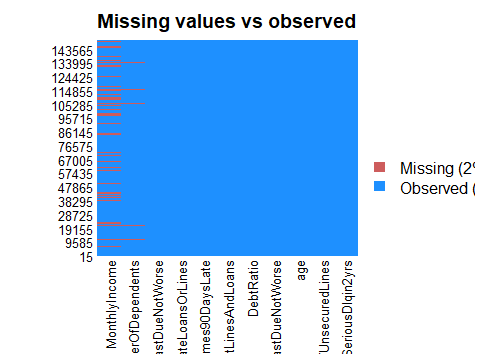 Missing values vs observed
143565
133995
124425
114855
105285
95715
86145
76575
67005
57435
47865
38295
28725
19155
9585
15
Missing (2%
Observed (
MonthlyIncome
erOfDependents
astDueNotWorse
ateLoansOrLines
mes90DaysLate
tLinesAndLoans
DebtRatio
astDueNotWorse
age
UnsecuredLines
SeriousDlqin2yrs